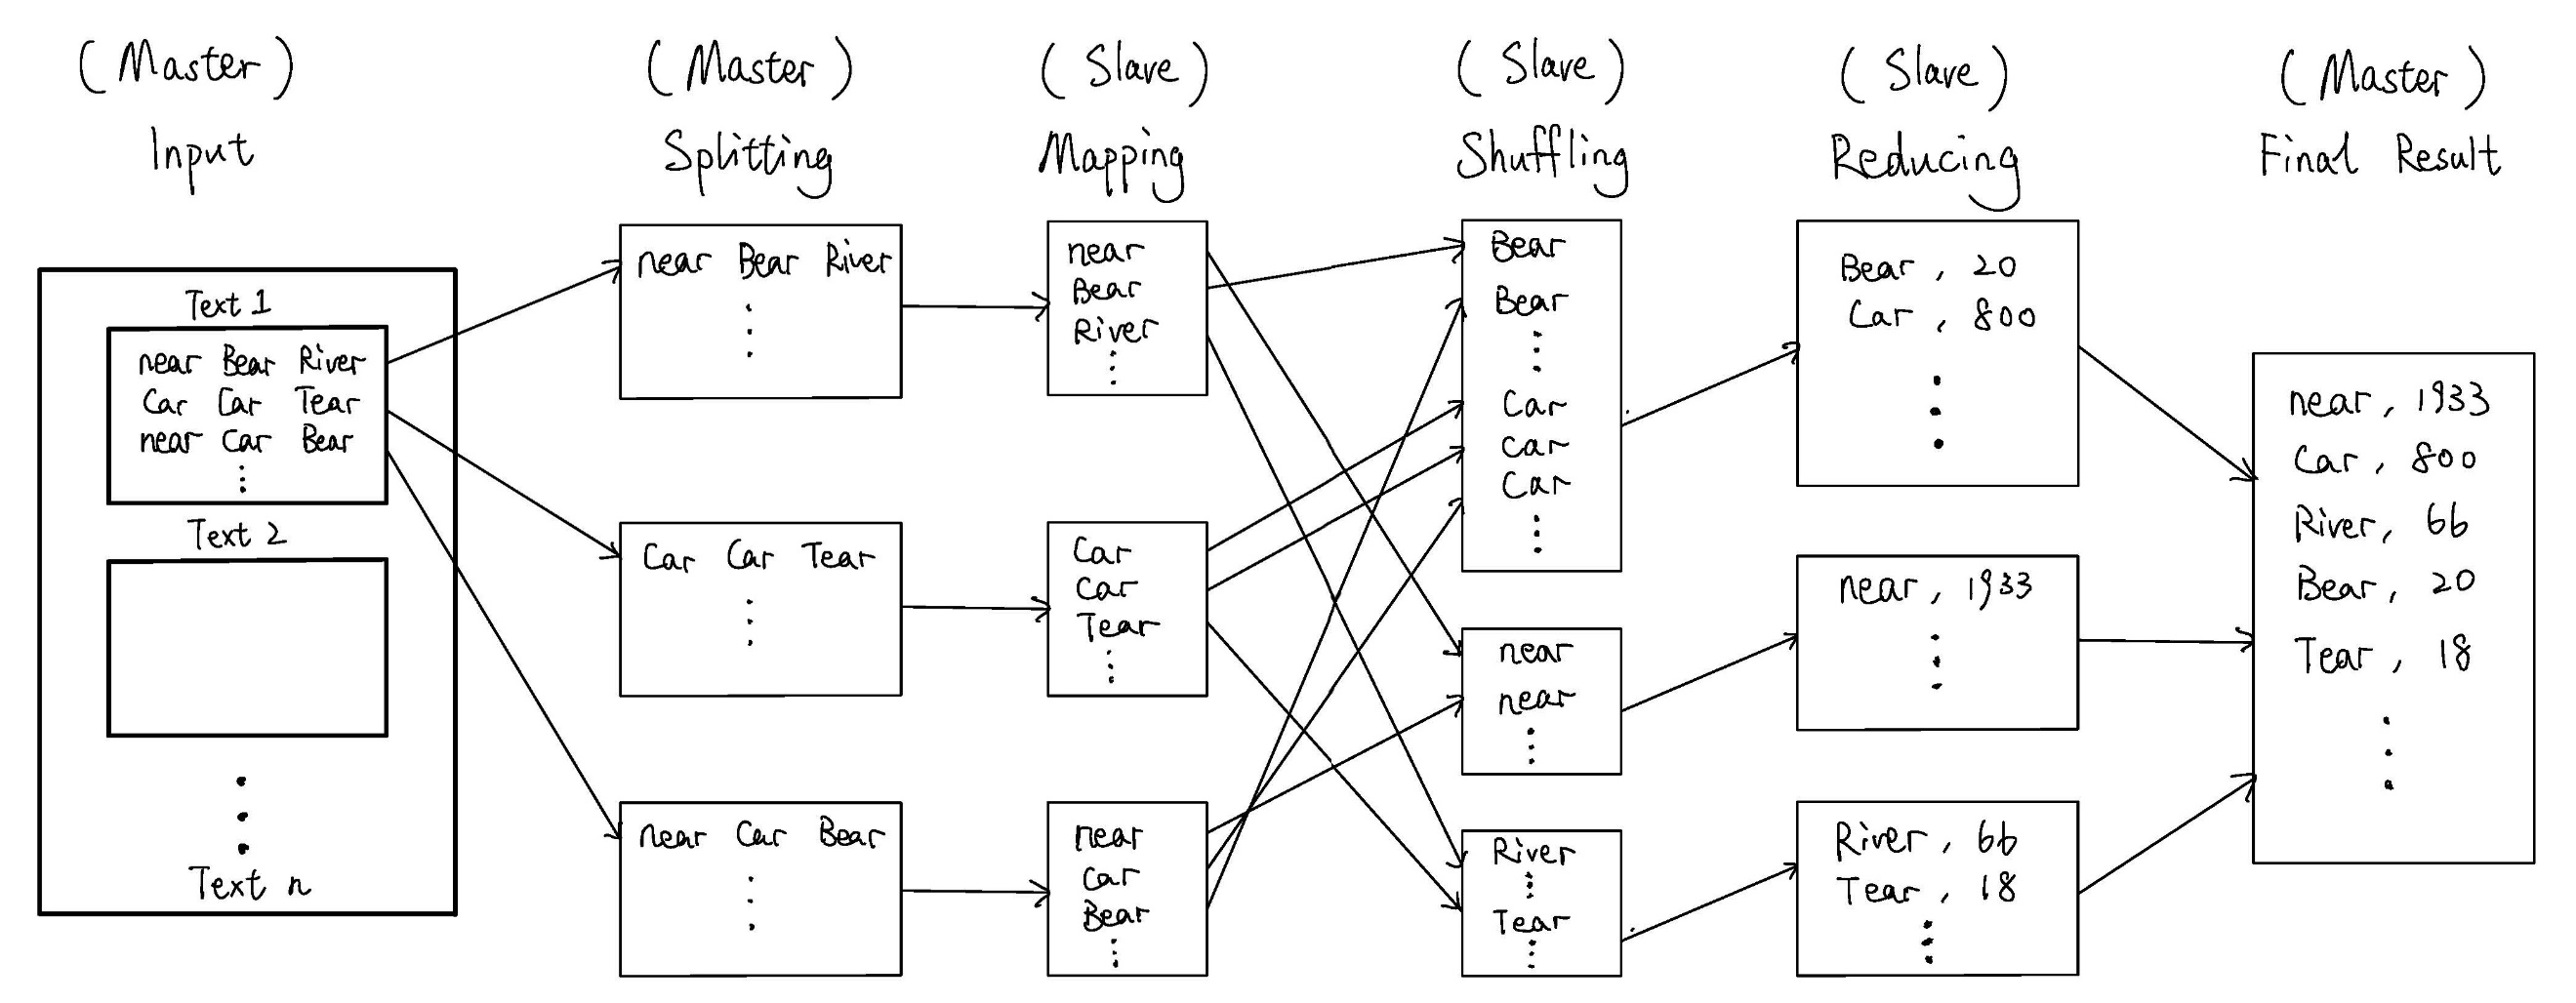 (Master)
Input
Text 1
near Bear River
Car Car Tear
near Car Bear
Text 2
Text n
(Master)
Splitting
near Bear River
Car Car Tear
near Car Bear
(Slave)
Mapping
near
Bear
River
Car
Car
Tear
near
Car
Bear
(Slave)
Shuffling
Bear
Bear
Car
Car
Car
near
near
River
Tear
(Slave)
Reducing
Bear, 20
Car, 800
near, 1933
River, 66
Tear, 18
(Master)
Final Result
near, 1933
Car, 800
River, 66
Bear, 20
Tear, 18